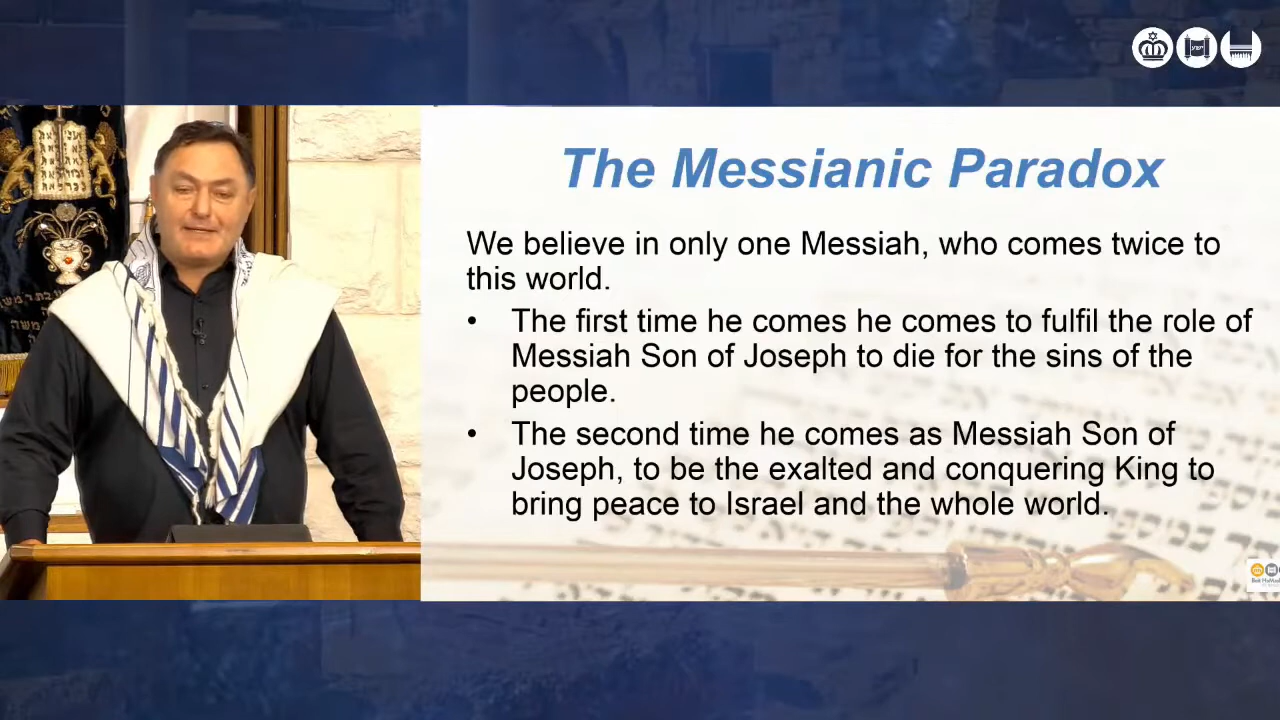 The Messianic Paradox
We believe in only one Messiah, who comes twice to
this world.
• The first time he comes he comes to fulfil the role of
Messiah Son of Joseph to die for the sins of the
people.
• The second time he comes as Messiah Son of
Joseph, to be the exalted and conquering King to
bring peace to Israel and the whole world.